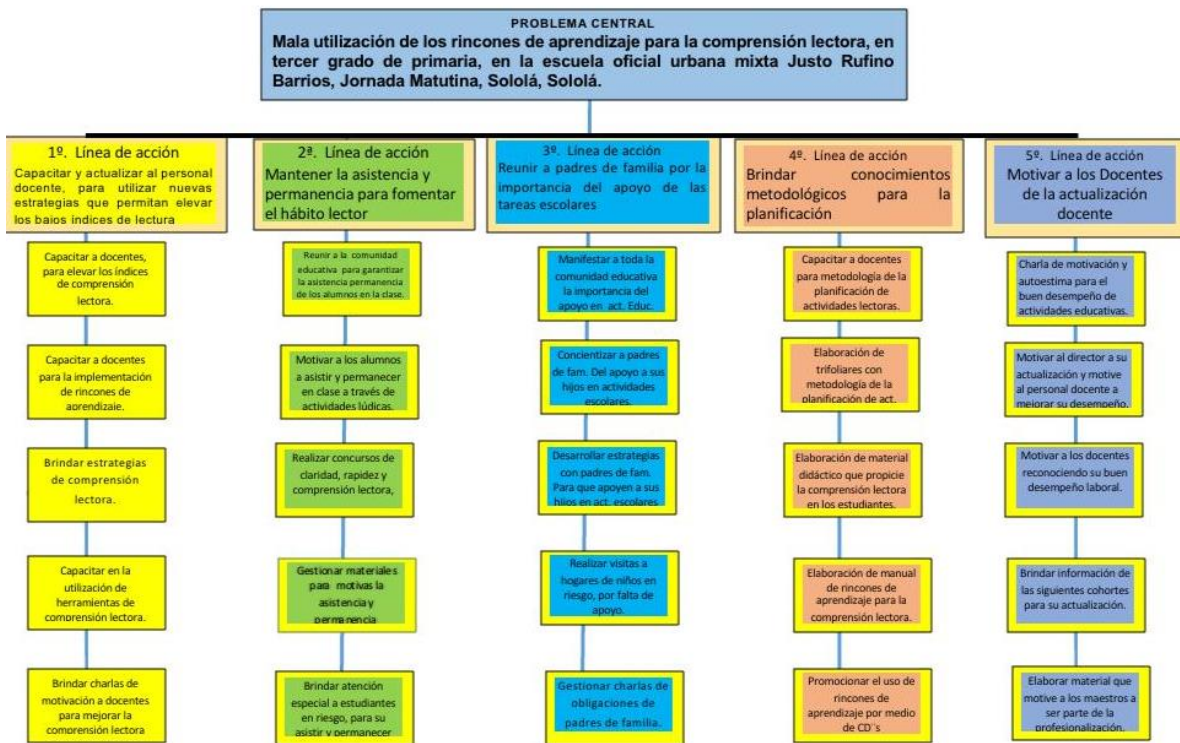 PROBLEMA CENTRAL
Mala utilización de los rincones de aprendizaje para la comprensión lectora, en
tercer grado de primaria, en la escuela oficial urbana mixta Justo Rufino
Barrios, Jornada Matutina, Sololá, Sololá.
1º. Línea de acción
Capacitar y actualizar al personal
docente, para utilizar nuevas
estrategias que permitan elevar
los bajos índices de lectura
Capacitar a docentes,
para elevar los índices
de comprensión
lectora.
Capacitar a docentes
para la implementación
de rincones de
aprendizaje.
Brindar estrategias
de comprensión
lectora.
Capacitar en la
utilización de
herramientas de
comprensión lectora.
Brindar charlas de
motivación a docentes
para mejorar la
comprensión lectora
2ª. Línea de acción
Mantener la asistencia y
permanencia para fomentar
el hábito lector
Reunir a la comunidad
educativa para garantizar
la asistencia permanencia
de los alumnos en la clase.
Motivar a los alumnos
a asistir y permanecer
en clase a través de
actividades lúdicas.
Realizar concursos de
claridad, rapidez y
comprensión lectora,
Gestionar materiales
para motivas la
asistencia y
permanencia
Brindar atención
especial a estudiantes
en riesgo, para su
asistir y permanecer
3º. Línea de acción
Reunir a padres de familia por la
importancia del apoyo de las
tareas escolares
Manifestar a toda la
comunidad educativa
la importancia del
apoyo en act. Educ.
Concientizar a padres
de fam. Del apoyo a sus
hijos en actividades
escolares.
Desarrollar estrategias
con padres de fam.
Para que apoyen a sus
hijos en act. escolares
Realizar visitas a
hogares de niños en
riesgo, por falta de
apoyo.
Gestionar charlas de
obligaciones de
padres de familia.
4º. Línea de acción
Brindar conocimientos
metodológicos para la
planificación
Capacitar a docentes
para metodología de la
planificación de
actividades lectoras.
Elaboración de
trifoliares con
metodología de la
planificación de act.
Elaboración de material
didáctico que propicie
la comprensión lectora
en los estudiantes.
Elaboración de manual
de rincones de
aprendizaje para la
comprensión lectora.
Promocionar el uso de
rincones de
aprendizaje por medio
de CD¨s
5º. Línea de acción
Motivar a los Docentes
de la actualización
docente
Charla de motivación y
autoestima para el
buen desempeño de
actividades educativas.
Motivar al director a su
actualización y motive
al personal docente a
mejorar su desempeño.
Motivar a los docentes
reconociendo su buen
desempeño laboral.
Brindar información de
las siguientes cohortes
para su actualización.
Elaborar material que
motive a los maestros a
ser parte de la
profesionalización.